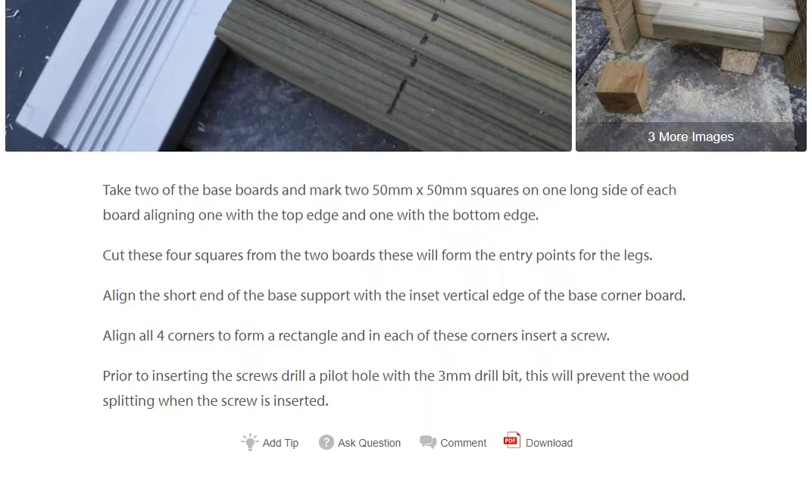 3 More Images
Take two of the base boards and mark two 50mm x 50mm squares on one long side of each
board aligning one with the top edge and one with the bottom edge.
Cut these four squares from the two boards these will form the entry points for the legs.
Align the short end of the base support with the inset vertical edge of the base corner board.
Align all 4 corners to form a rectangle and in each of these corners insert a screw.
Prior to inserting the screws drill a pilot hole with the 3mm drill bit, this will prevent the wood
splitting when the screw is inserted.
Add Tip
Ask Question
Comment
PDF
Download